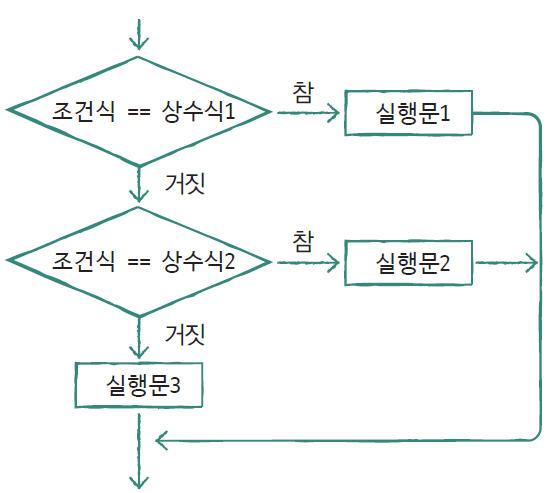 조건식 == 상수식1
참
실행문1
거짓
조건식 == 상수식2
참
실행문2
거짓
실행문3